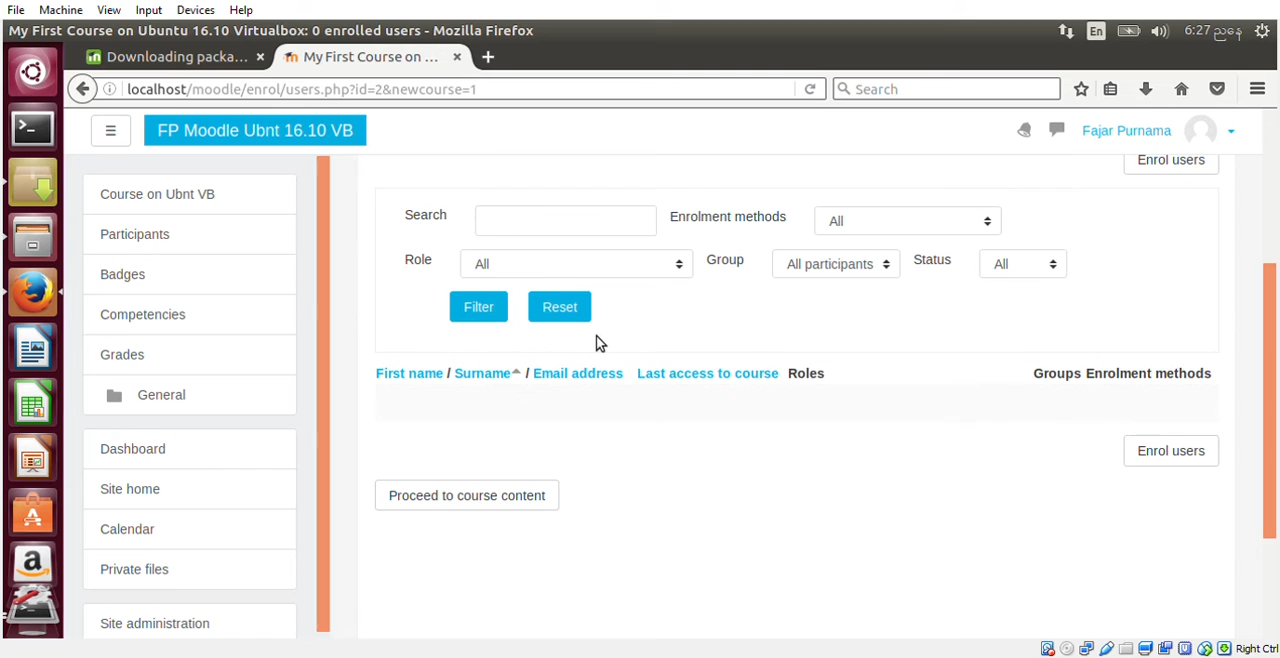 File Machine View Input Devices Help
My First Course on Ubuntu 16.10 Virtualbox: 0 enrolled users - Mozilla Firefox
En
6:27 ညနေ
Downloading packa...
My First Course on ...
localhost/moodle/enrol/users.php?id=2&newcourse=1
Search
FP Moodle Ubnt 16.10 VB
Fajar Purnama
Enrol users
Course on Ubnt VB
Participants
Badges
Competencies
Grades
General
Dashboard
Site home
Calendar
Private files
Site administration
Search
Enrolment methods All
Role All Group All participants Status All
Filter Reset
First name / Surname / Email address Last access to course Roles Groups Enrolment methods
Enrol users
Proceed to course content
Right Ctrl